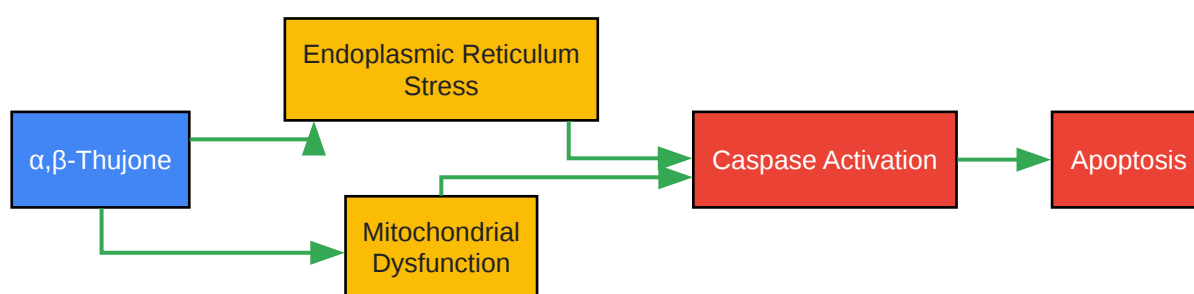 Endoplasmic Reticulum
Stress
α,β-Thujone
Caspase Activation
Apoptosis
Mitochondrial
Dysfunction